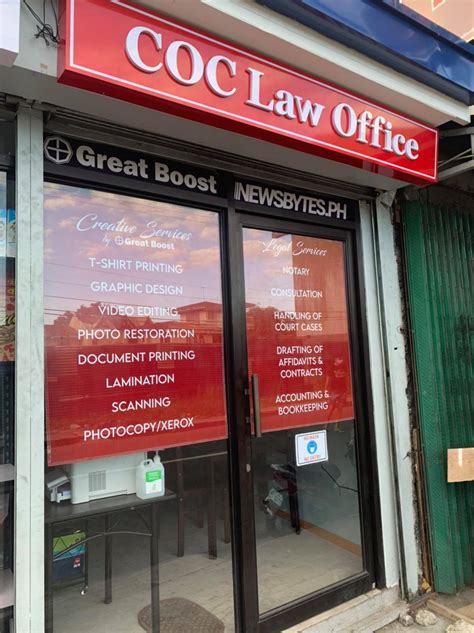 COC Law Office
Great Boost
NEWSBYTES.PH
Creative Services
by Great Boost
T-SHIRT PRINTING
GRAPHIC DESIGN
VIDEO EDITING
PHOTO RESTORATION
DOCUMENT PRINTING
LAMINATION
SCANNING
PHOTOCOPY/XEROX
Legal Services
NOTARY
CONSULTATION
HANDLING OF
COURT CASES
DRAFTING OF
AFFIDAVITS &
CONTRACTS
ACCOUNTING &
BOOKKEEPING